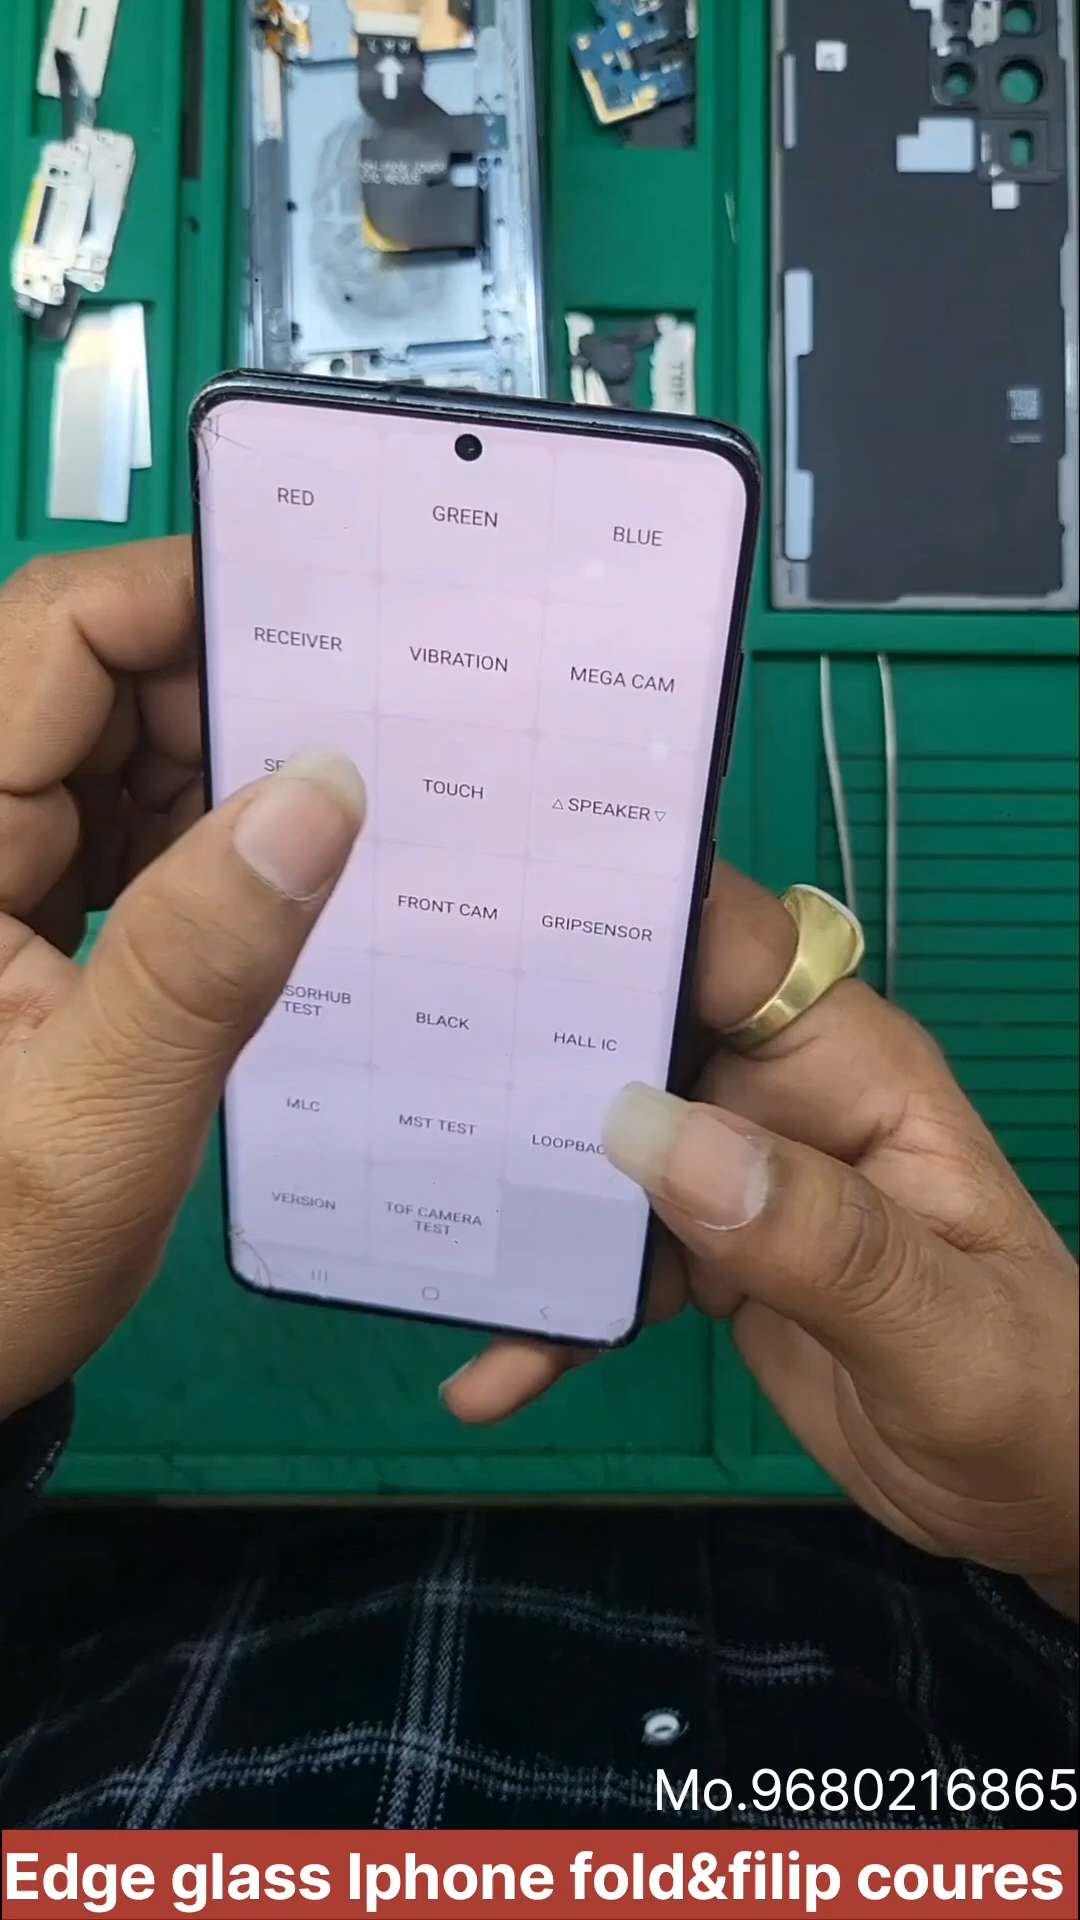 RED
GREEN
BLUE
RECEIVER
VIBRATION
MEGA CAM
TOUCH
△ SPEAKER ▽
FRONT CAM
GRIPSENSOR
SORHUB
TEST
BLACK
HALL IC
MLC
MST TEST
LOOPBAC
VERSION
TOF CAMERA
TEST
Mo.9680216865
Edge glass Iphone fold&filip coures